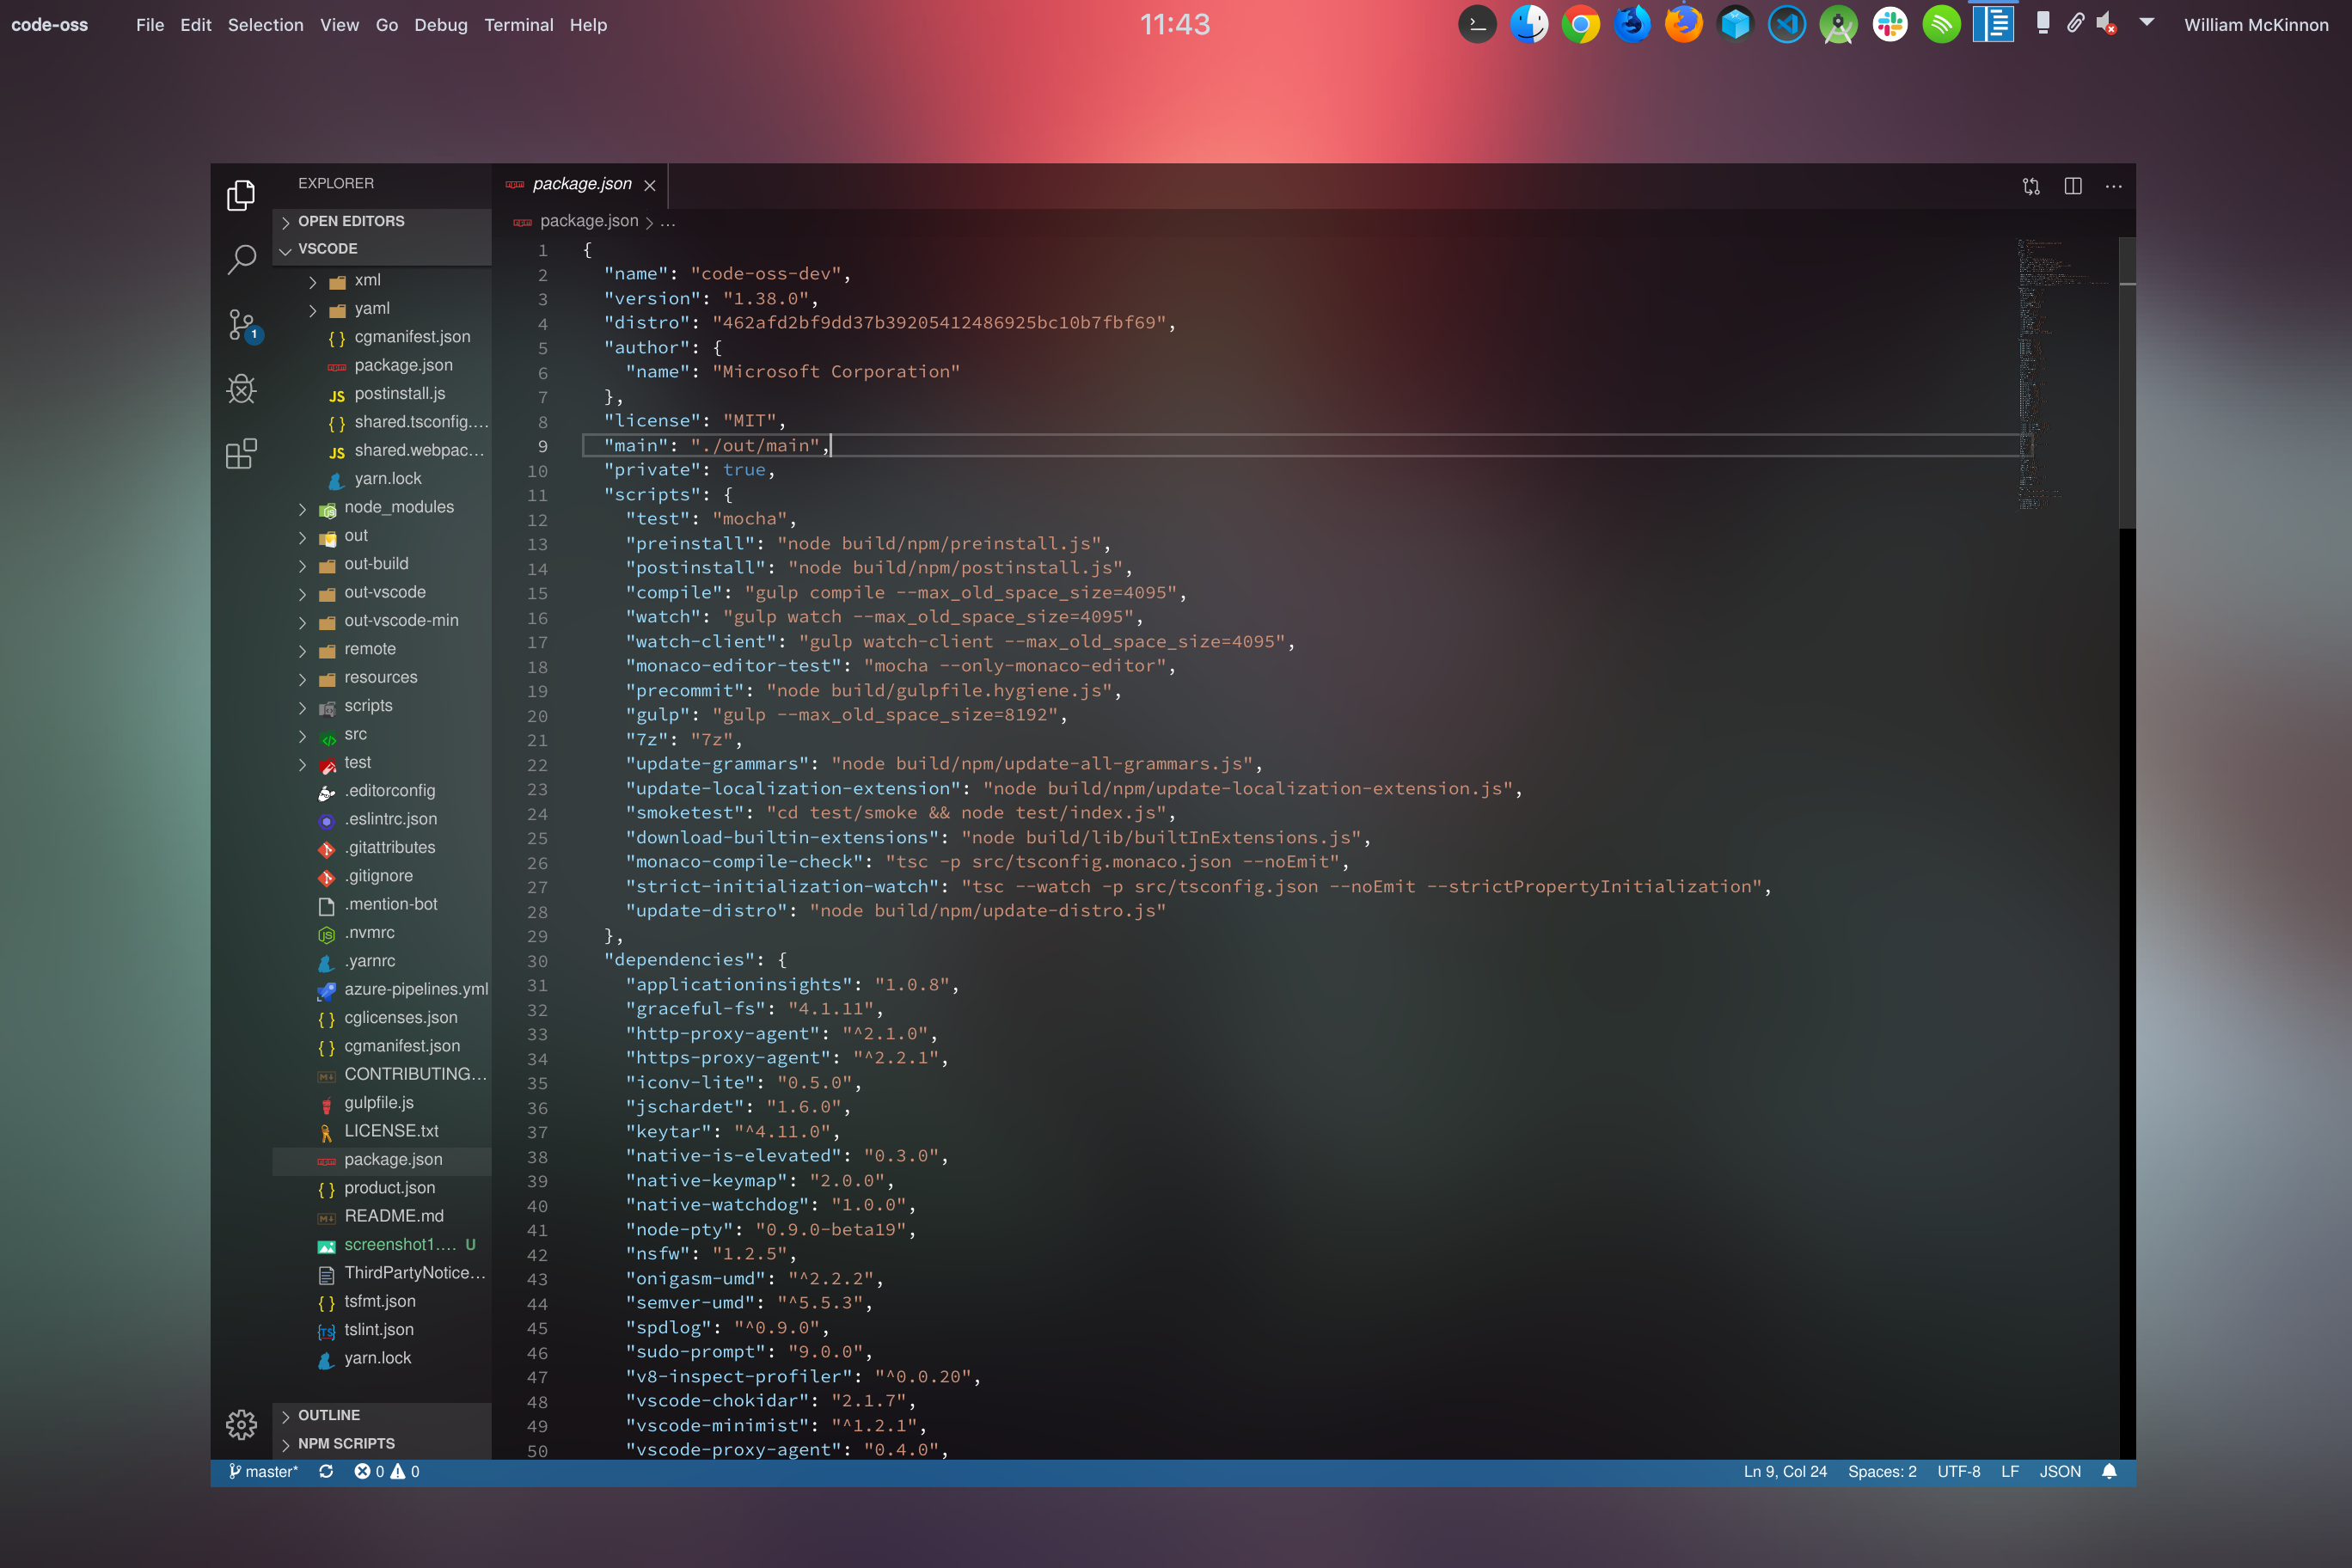 code-oss File Edit Selection View Go Debug Terminal Help 11:43 William McKinnon
EXPLORER
OPEN EDITORS
VSCODE
xml
yaml
cgmanifest.json
package.json
postinstall.js
shared.tsconfig....
shared.webpac...
yarn.lock
node_modules
out
out-build
out-vscode
out-vscode-min
remote
resources
scripts
src
test
.editorconfig
.eslintrc.json
.gitattributes
.gitignore
.mention-bot
.nvmrc
.yarnrc
azure-pipelines.yml
cglicenses.json
cgmanifest.json
CONTRIBUTING...
gulpfile.js
LICENSE.txt
package.json
product.json
README.md
screenshot1.... U
ThirdPartyNotice...
tsfmt.json
tslint.json
yarn.lock
OUTLINE
NPM SCRIPTS
1
package.json
package.json > ...
1 {
2 "name": "code-oss-dev",
3 "version": "1.38.0",
4 "distro": "462afd2bf9dd37b39205412486925bc10b7fbf69",
5 "author": {
6 "name": "Microsoft Corporation"
7 },
8 "license": "MIT",
9 "main": "./out/main",
10 "private": true,
11 "scripts": {
12 "test": "mocha",
13 "preinstall": "node build/npm/preinstall.js",
14 "postinstall": "node build/npm/postinstall.js",
15 "compile": "gulp compile --max_old_space_size=4095",
16 "watch": "gulp watch --max_old_space_size=4095",
17 "watch-client": "gulp watch-client --max_old_space_size=4095",
18 "monaco-editor-test": "mocha --only-monaco-editor",
19 "precommit": "node build/gulpfile.hygiene.js",
20 "gulp": "gulp --max_old_space_size=8192",
21 "7z": "7z",
22 "update-grammars": "node build/npm/update-all-grammars.js",
23 "update-localization-extension": "node build/npm/update-localization-extension.js",
24 "smoketest": "cd test/smoke && node test/index.js",
25 "download-builtin-extensions": "node build/lib/builtInExtensions.js",
26 "monaco-compile-check": "tsc -p src/tsconfig.monaco.json --noEmit",
27 "strict-initialization-watch": "tsc --watch -p src/tsconfig.json --noEmit --strictPropertyInitialization",
28 "update-distro": "node build/npm/update-distro.js"
29 },
30 "dependencies": {
31 "applicationinsights": "1.0.8",
32 "graceful-fs": "4.1.11",
33 "http-proxy-agent": "^2.1.0",
34 "https-proxy-agent": "^2.2.1",
35 "iconv-lite": "0.5.0",
36 "jschardet": "1.6.0",
37 "keytar": "^4.11.0",
38 "native-is-elevated": "0.3.0",
39 "native-keymap": "2.0.0",
40 "native-watchdog": "1.0.0",
41 "node-pty": "0.9.0-beta19",
42 "nsfw": "1.2.5",
43 "onigasm-umd": "^2.2.2",
44 "semver-umd": "^5.5.3",
45 "spdlog": "^0.9.0",
46 "sudo-prompt": "9.0.0",
47 "v8-inspect-profiler": "^0.0.20",
48 "vscode-chokidar": "2.1.7",
49 "vscode-minimist": "^1.2.1",
50 "vscode-proxy-agent": "0.4.0",
master* 0 0 Ln 9, Col 24 Spaces: 2 UTF-8 LF JSON